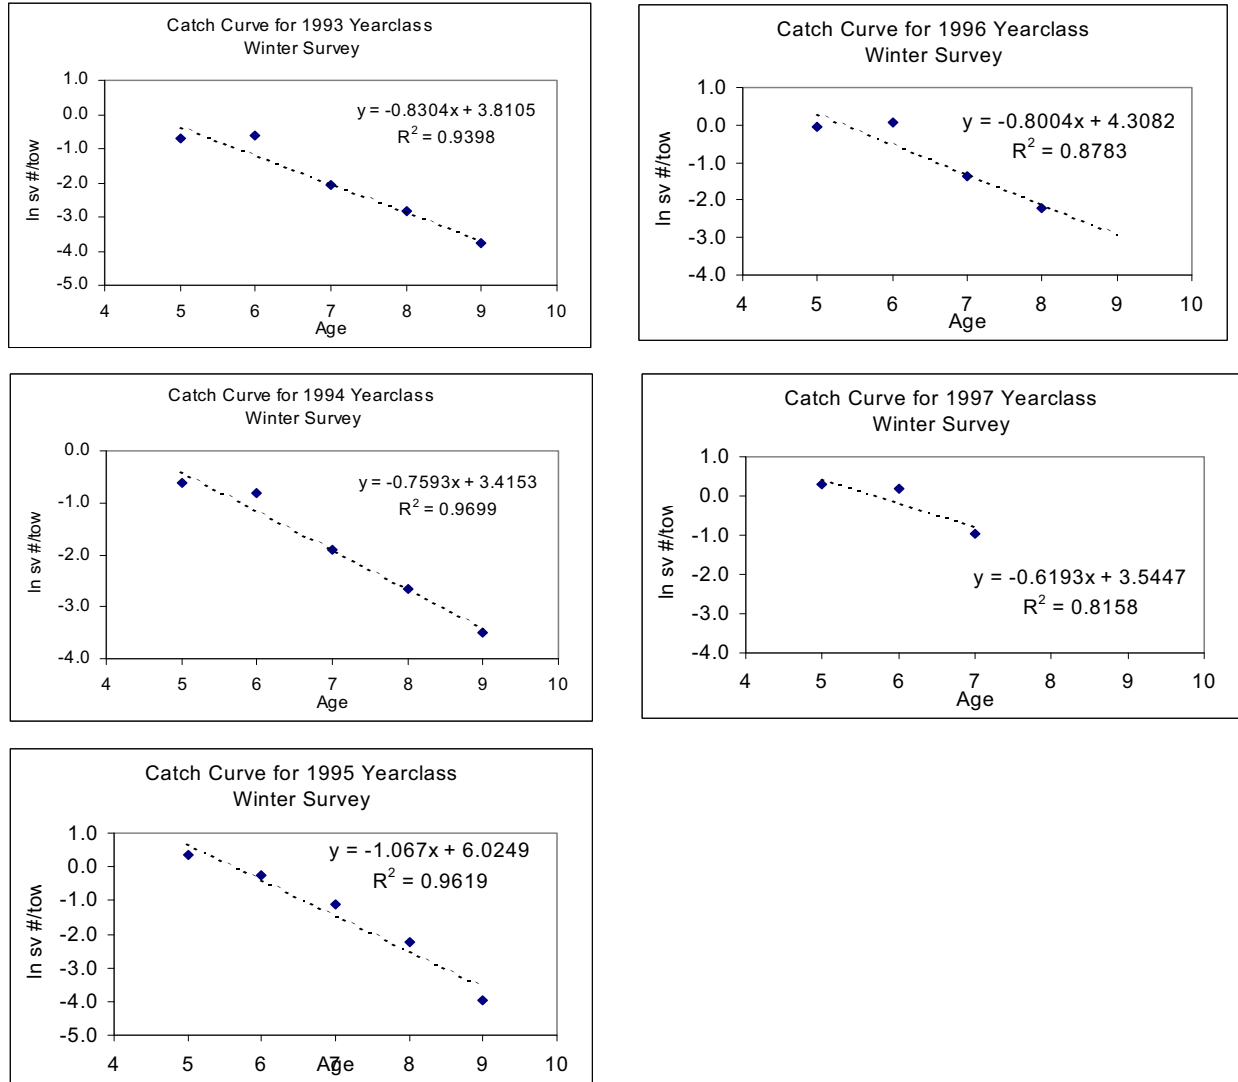 Catch Curve for 1993 Yearclass
Winter Survey
y = -0.8304x + 3.8105
R² = 0.9398
ln sv #/tow
1.0
0.0
-1.0
-2.0
-3.0
-4.0
-5.0
4 5 6 7 8 9 10
Age
Catch Curve for 1996 Yearclass
Winter Survey
y = -0.8004x + 4.3082
R² = 0.8783
ln sv #/tow
1.0
0.0
-1.0
-2.0
-3.0
-4.0
4 5 6 7 8 9 10
Age
Catch Curve for 1994 Yearclass
Winter Survey
y = -0.7593x + 3.4153
R² = 0.9699
ln sv #/tow
0.0
-1.0
-2.0
-3.0
-4.0
4 5 6 7 8 9 10
Age
Catch Curve for 1997 Yearclass
Winter Survey
y = -0.6193x + 3.5447
R² = 0.8158
ln sv #/tow
1.0
0.0
-1.0
-2.0
-3.0
-4.0
4 5 6 7 8 9 10
Age
Catch Curve for 1995 Yearclass
Winter Survey
y = -1.067x + 6.0249
R² = 0.9619
ln sv #/tow
1.0
0.0
-1.0
-2.0
-3.0
-4.0
-5.0
4 5 6 7 8 9 10
Age